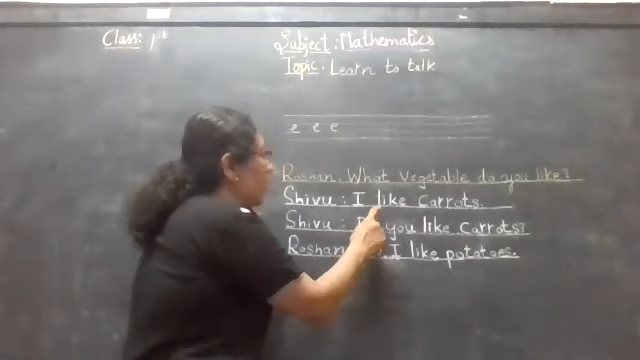 Class: 1st
Subject: Mathematics
Topic: Learn to talk
e e e
Roshan. What vegetable do you like?
Shivu: I like carrots.
Shivu: you like carrots?
Roshan I like potatoes.